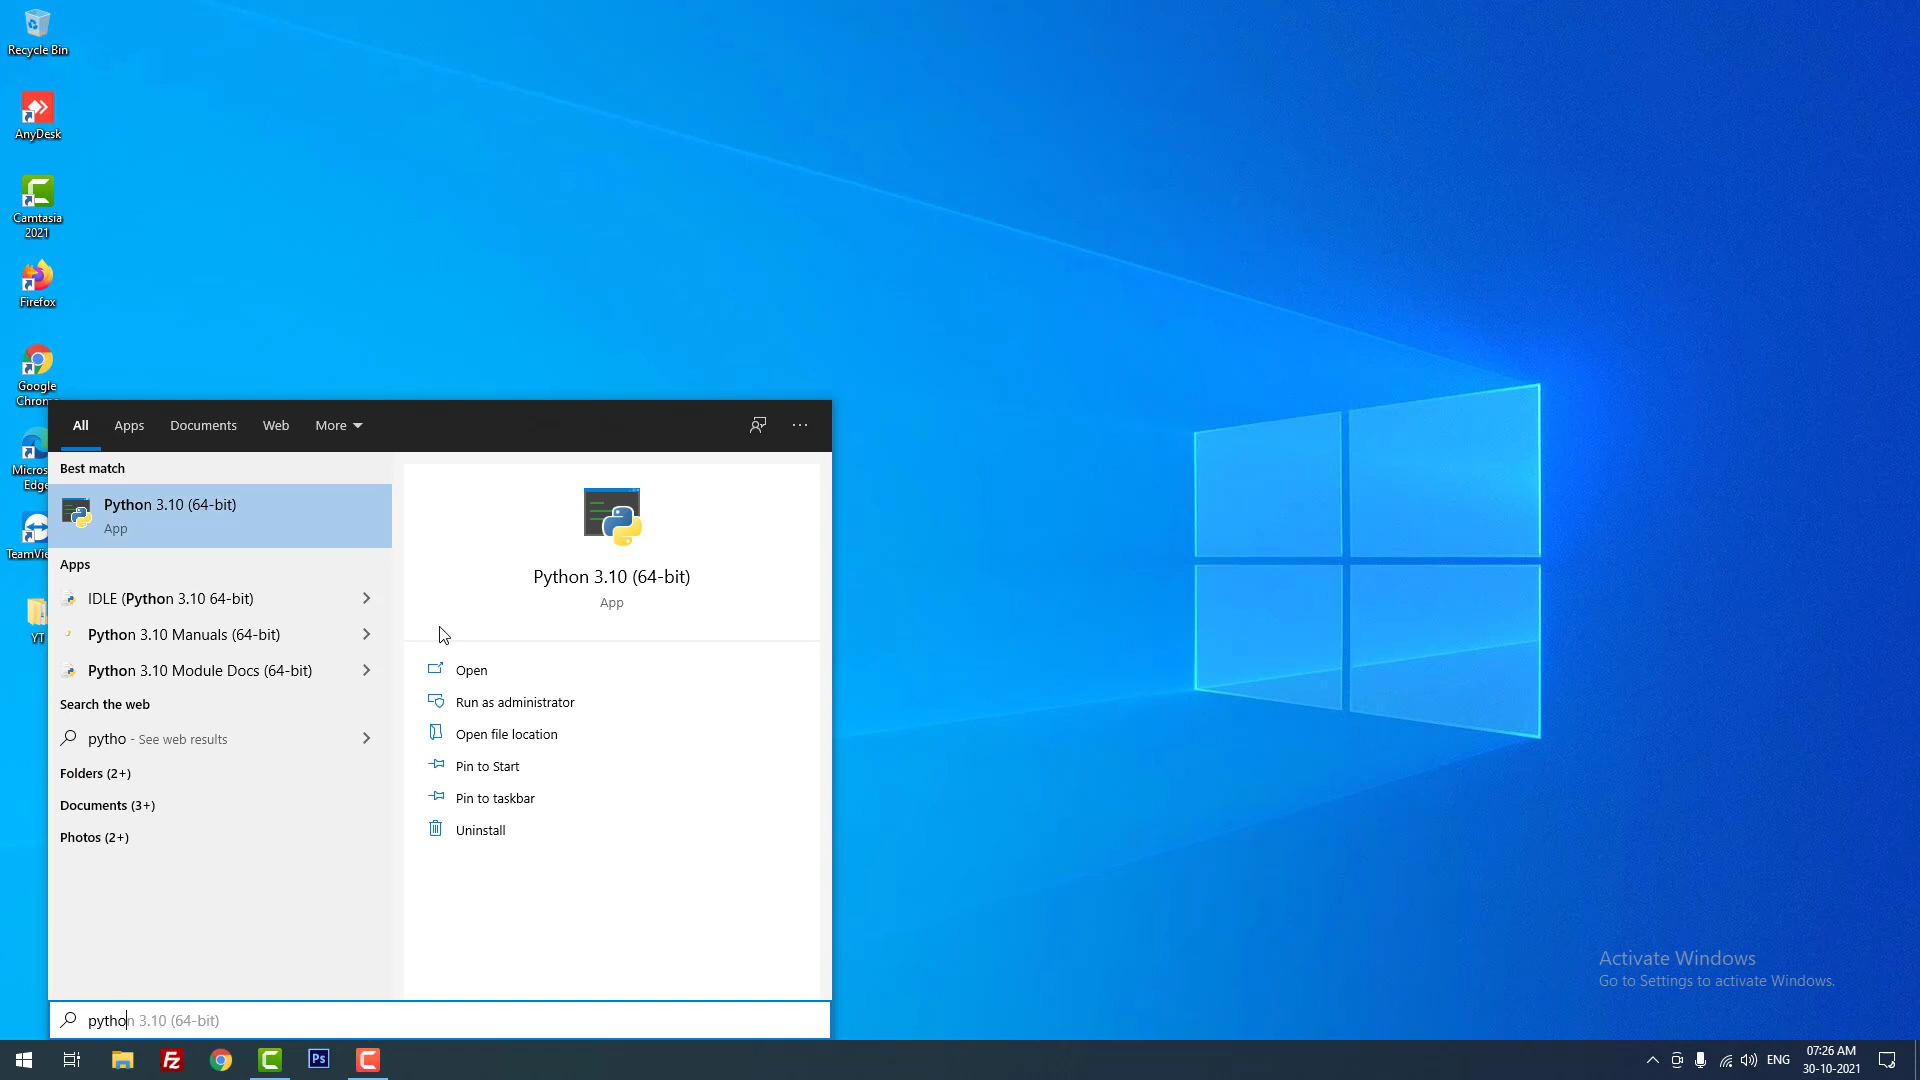 Recycle Bin
AnyDesk
Camtasia
2021
Firefox
Google
Chrom
Micros
Edge
TeamVie
YT
All
Apps
Documents
Web
More
Best match
Python 3.10 (64-bit)
App
Apps
IDLE (Python 3.10 64-bit)
Python 3.10 Manuals (64-bit)
Python 3.10 Module Docs (64-bit)
Search the web
pytho - See web results
Folders (2+)
Documents (3+)
Photos (2+)
Python 3.10 (64-bit)
App
Open
Run as administrator
Open file location
Pin to Start
Pin to taskbar
Uninstall
python 3.10 (64-bit)
Activate Windows
Go to Settings to activate Windows.
Fz
Ps
ENG
07:26 AM
30-10-2021